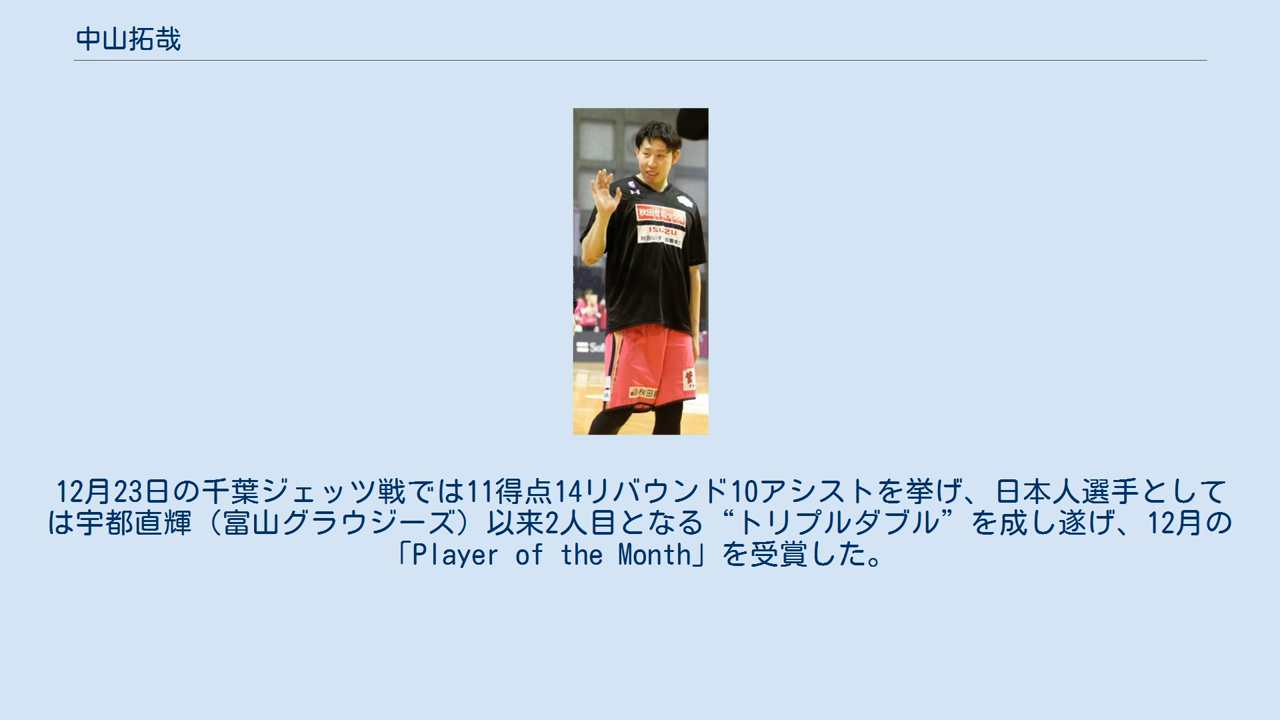 中山拓哉
ISUZU
12月23日の千葉ジェッツ戦では11得点14リバウンド10アシストを挙げ、日本人選手として
は宇都直輝（富山グラウジーズ）以来2人目となる“トリプルダブル”を成し遂げ、12月の
「Player of the Month」を受賞した。